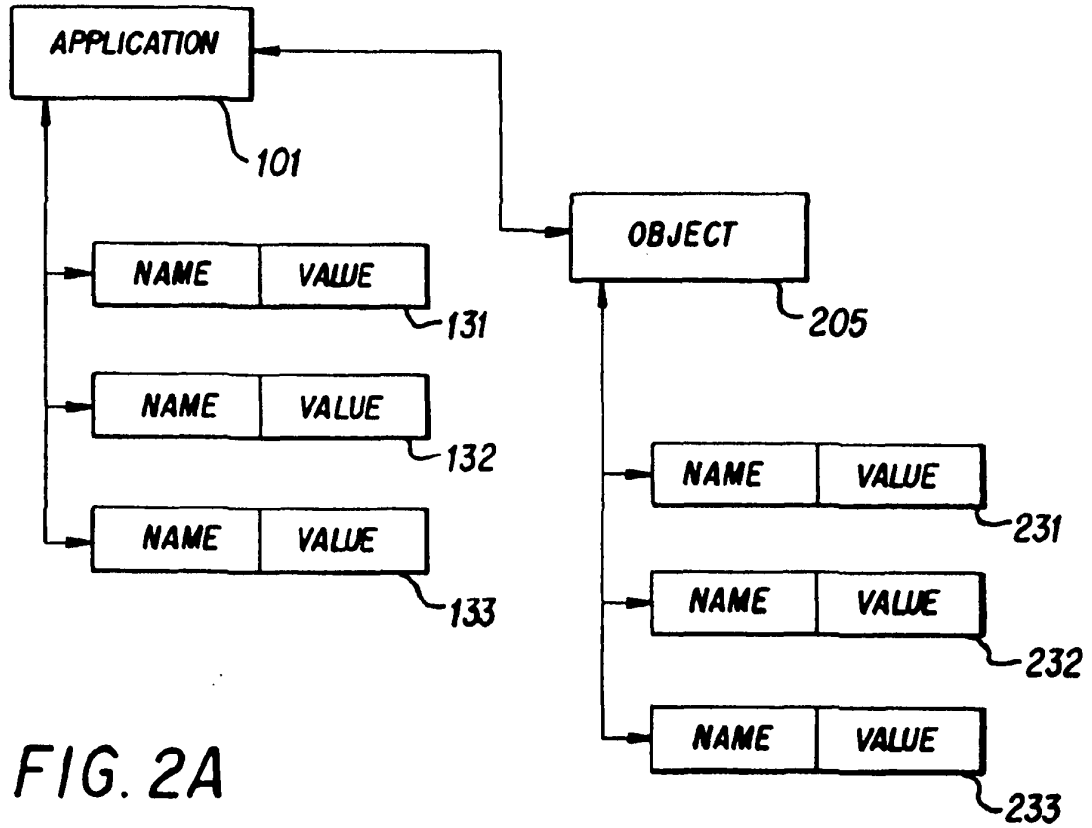 APPLICATION
101
NAME VALUE
131
NAME VALUE
132
NAME VALUE
133
OBJECT
205
NAME VALUE
231
NAME VALUE
232
NAME VALUE
233
FIG. 2A